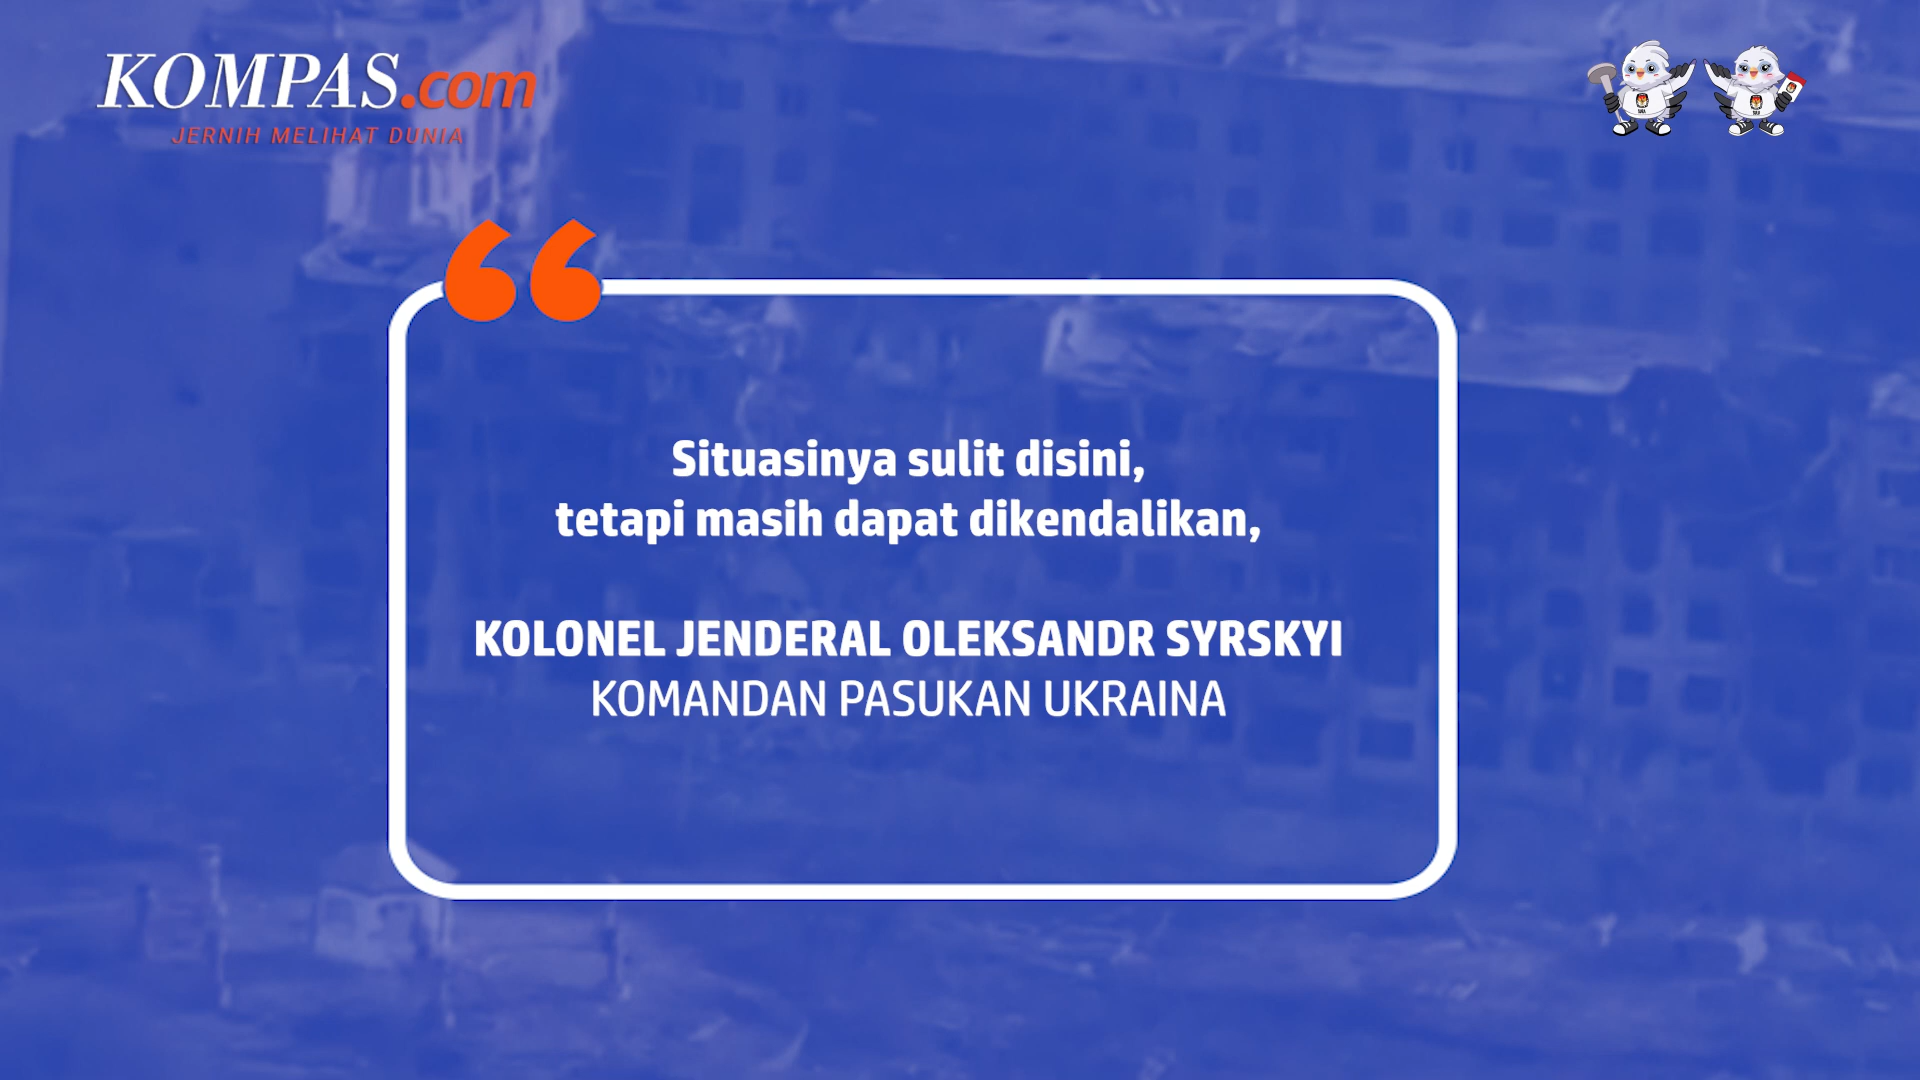 KOMPAS.com
JERNIH MELIHAT DUNIA
Situasinya sulit disini,
tetapi masih dapat dikendalikan,
KOLONEL JENDERAL OLEKSANDR SYRSKYI
KOMANDAN PASUKAN UKRAINA